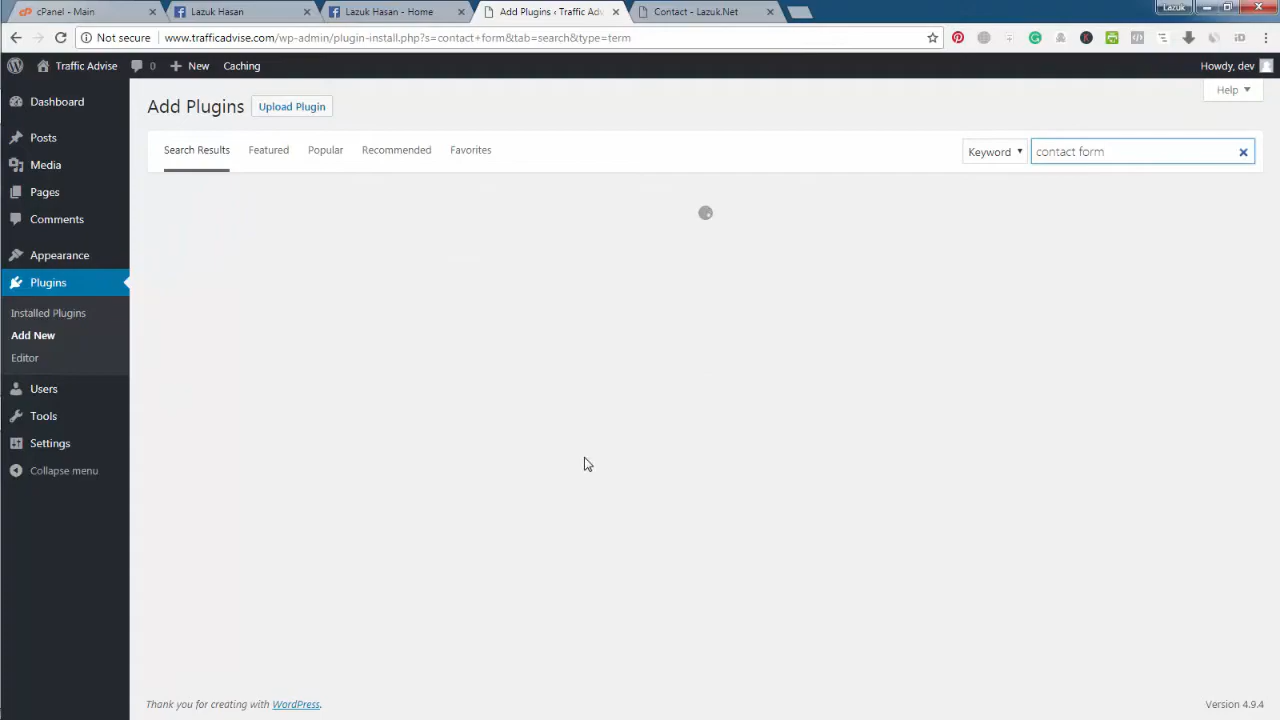 cPanel - Main
Lazuk Hasan
Lazuk Hasan - Home
Add Plugins ‹ Traffic Adv
Contact - Lazuk.Net
Lazuk
Not secure
www.trafficadvise.com/wp-admin/plugin-install.php?s=contact+form&tab=search&type=term
Traffic Advise
0
New
Caching
Howdy, dev
Dashboard
Posts
Media
Pages
Comments
Appearance
Plugins
Installed Plugins
Add New
Editor
Users
Tools
Settings
Collapse menu
Add Plugins
Upload Plugin
Help
Search Results
Featured
Popular
Recommended
Favorites
Keyword
contact form
Thank you for creating with WordPress.
Version 4.9.4